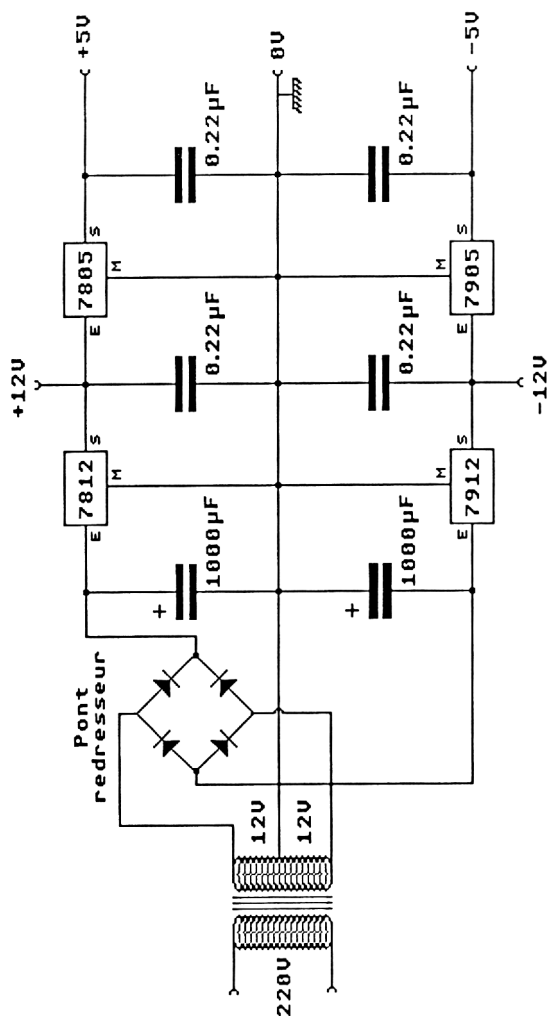 +12V
-12V
+5V
0V
-5V
Pont
redresseur
220V
12V
12V
E
7812
S
M
E
7805
S
M
1000µF
+
0.22µF
0.22µF
1000µF
+
0.22µF
0.22µF
E
7912
S
M
E
7905
S
M